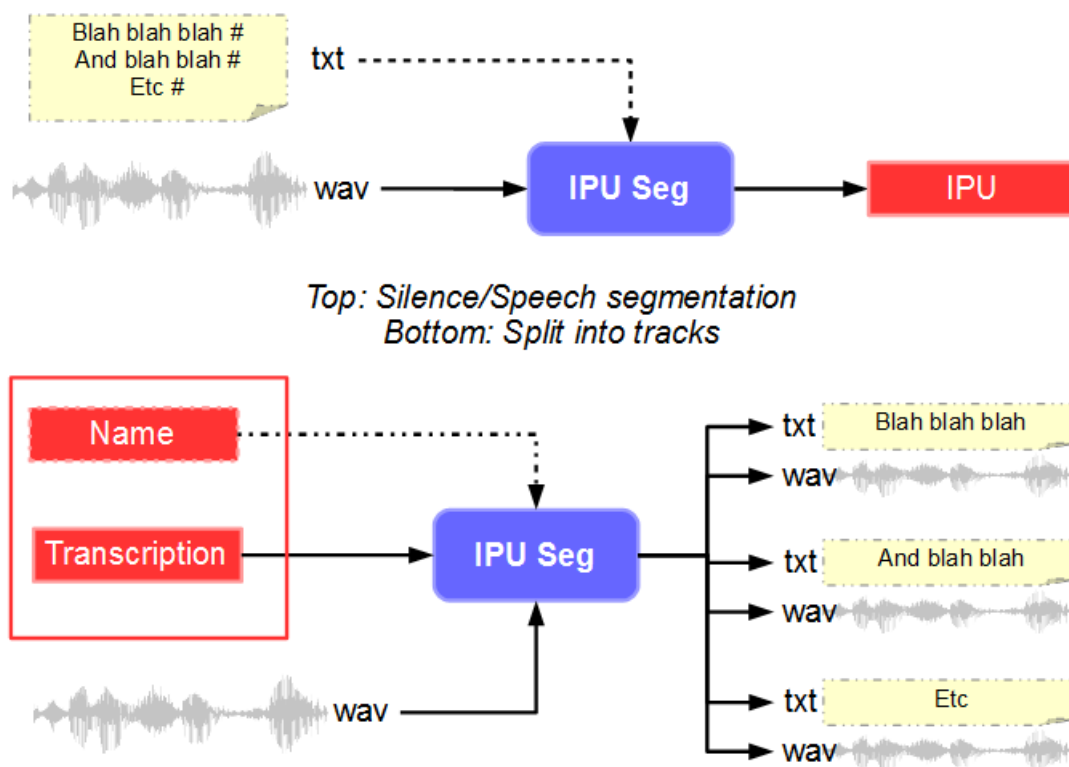 Blah blah blah #
And blah blah #
Etc #
txt
wav
IPU Seg
IPU
Top: Silence/Speech segmentation
Bottom: Split into tracks
Name
Transcription
wav
IPU Seg
txt
Blah blah blah
wav
txt
And blah blah
wav
txt
Etc
wav